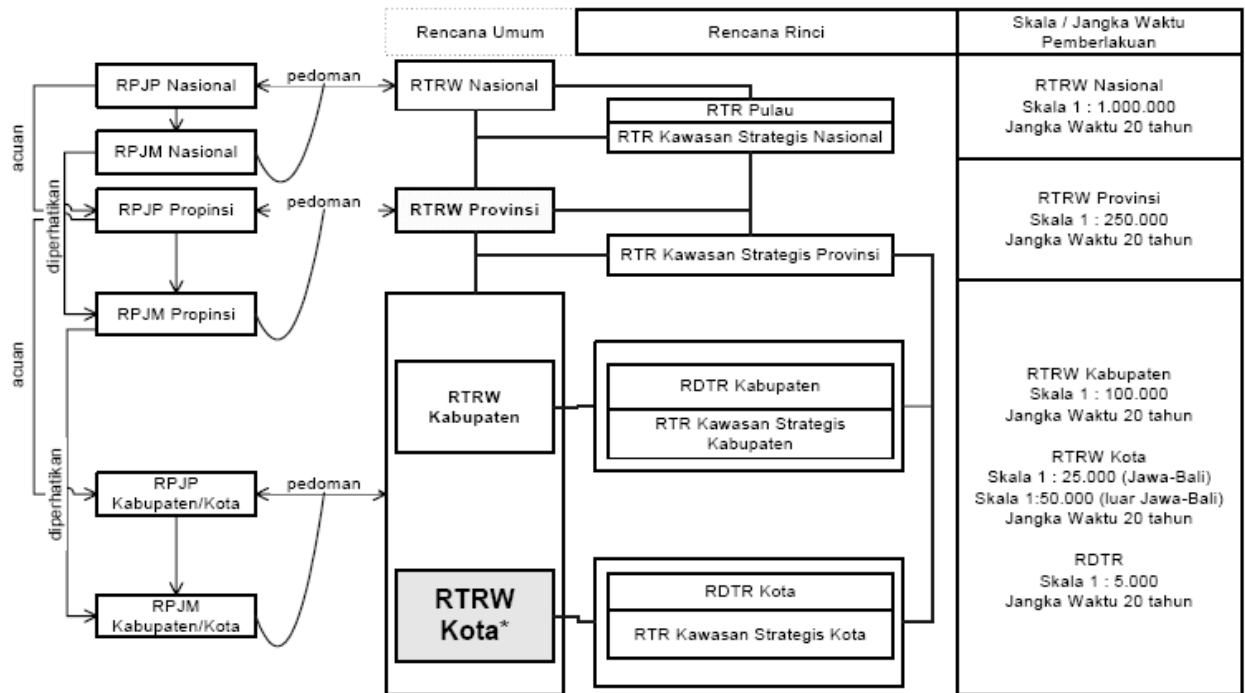 Rencana Umum
Rencana Rinci
Skala / Jangka Waktu
Pemberlakuan
RPJP Nasional
pedoman
RTRW Nasional
RTR Pulau
RTR Kawasan Strategis Nasional
RTRW Nasional
Skala 1 : 1.000.000
Jangka Waktu 20 tahun
acuan
RPJM Nasional
diperhatikan
RPJP Propinsi
pedoman
RTRW Provinsi
RTR Kawasan Strategis Provinsi
RTRW Provinsi
Skala 1 : 250.000
Jangka Waktu 20 tahun
RPJM Propinsi
acuan
RTRW
Kabupaten
RDTR Kabupaten
RTR Kawasan Strategis
Kabupaten
RTRW Kabupaten
Skala 1 : 100.000
Jangka Waktu 20 tahun
diperhatikan
RPJP
Kabupaten/Kota
pedoman
RTRW Kota
Skala 1 : 25.000 (Jawa-Bali)
Skala 1:50.000 (luar Jawa-Bali)
Jangka Waktu 20 tahun
RPJM
Kabupaten/Kota
RTRW
Kota*
RDTR Kota
RTR Kawasan Strategis Kota
RDTR
Skala 1 : 5.000
Jangka Waktu 20 tahun